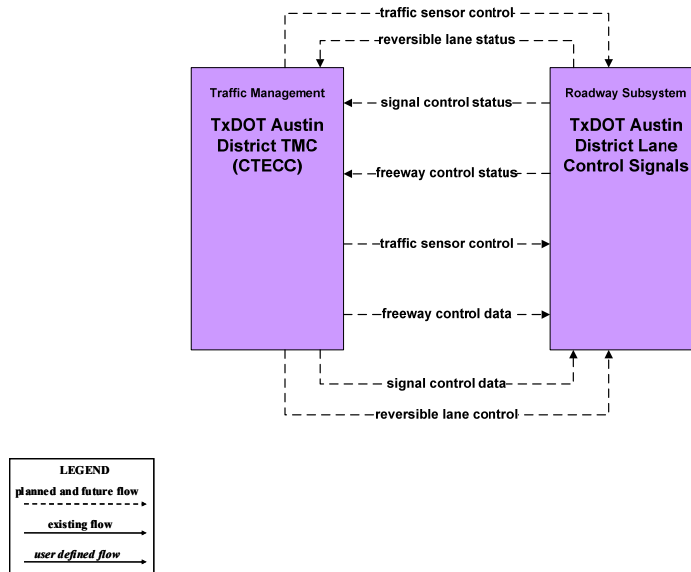 traffic sensor control
reversible lane status
Traffic Management
TxDOT Austin
District TMC
(CTECC)
Roadway Subsystem
TxDOT Austin
District Lane
Control Signals
signal control status
freeway control status
traffic sensor control
freeway control data
signal control data
reversible lane control
LEGEND
planned and future flow
existing flow
user defined flow